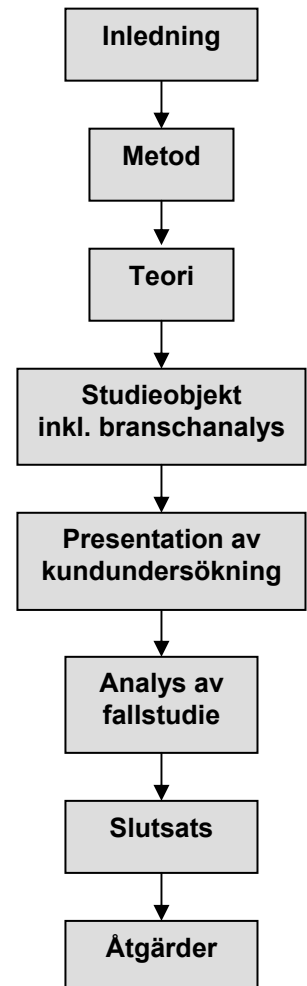 Inledning
Metod
Teori
Studieobjekt
inkl. branschanalys
Presentation av
kundundersökning
Analys av
fallstudie
Slutsats
Åtgärder